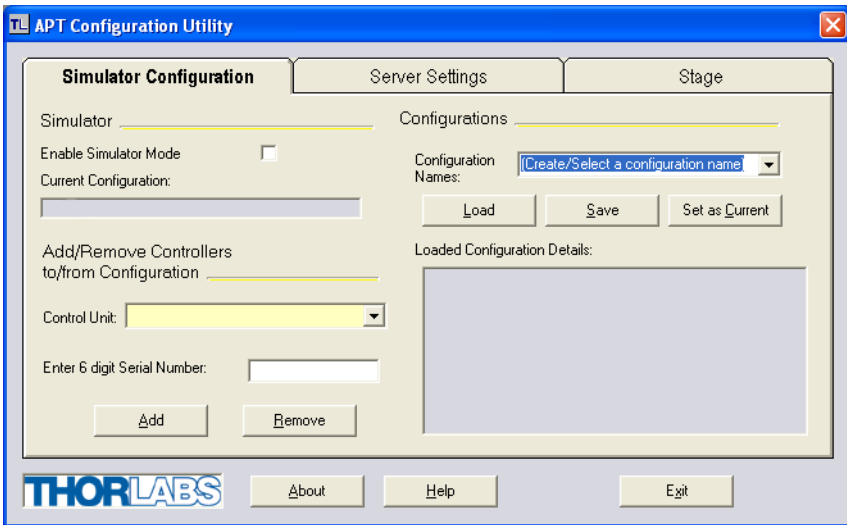 TL APT Configuration Utility
Simulator Configuration
Server Settings
Stage
Simulator
Enable Simulator Mode
Current Configuration:
Add/Remove Controllers
to/from Configuration
Control Unit:
Enter 6 digit Serial Number:
Add
Remove
Configurations
Configuration
Names:
(Create/Select a configuration name)
Load
Save
Set as Current
Loaded Configuration Details:
THORLABS
About
Help
Exit